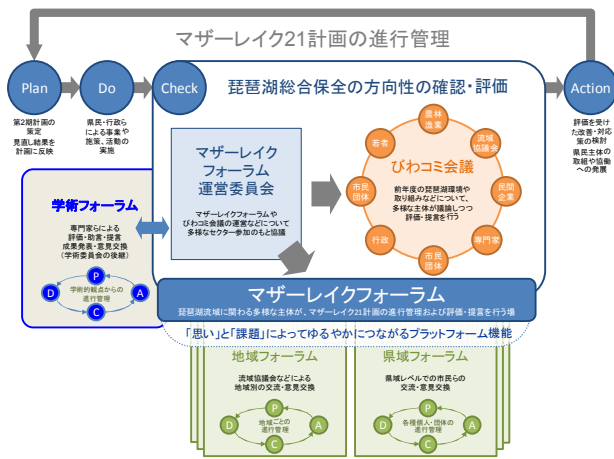 マザーレイク21計画の進行管理
Plan
Do
Check
Action
第2期計画の
策定
見直し結果を
計画に反映
県民・行政ら
による事業や
施策、活動の
実施
評価を受け
た改善・対応
策の検討
県民主体の
取組や協働
への発展
琵琶湖総合保全の方向性の確認・評価
マザーレイク
フォーラム
運営委員会
マザーレイクフォーラムや
びわコミ会議の運営などについて
多様なセクター参加のもと協議
農林
漁業
流域
協議会
民間
企業
専門家
市民
団体
行政
市民
団体
若者
びわコミ会議
前年度の琵琶湖環境や
取り組みなどについて、
多様な主体が議論しつつ
評価・提言を行う
学術フォーラム
専門家らによる
評価・助言・提言
成果発表・意見交換
(学術委員会の後継)
P
D
A
C
学術的観点からの
進行管理
マザーレイクフォーラム
琵琶湖流域に関わる多様な主体が、マザーレイク21計画の進行管理および評価・提言を行う場
「思い」と「課題」によってゆるやかにつながるプラットフォーム機能
地域フォーラム
流域協議会などによる
地域別の交流・意見交換
P
D
A
C
地域ごとの
進行管理
県域フォーラム
県域レベルでの市民らの
交流・意見交換
P
D
A
C
各種個人・団体の
進行管理